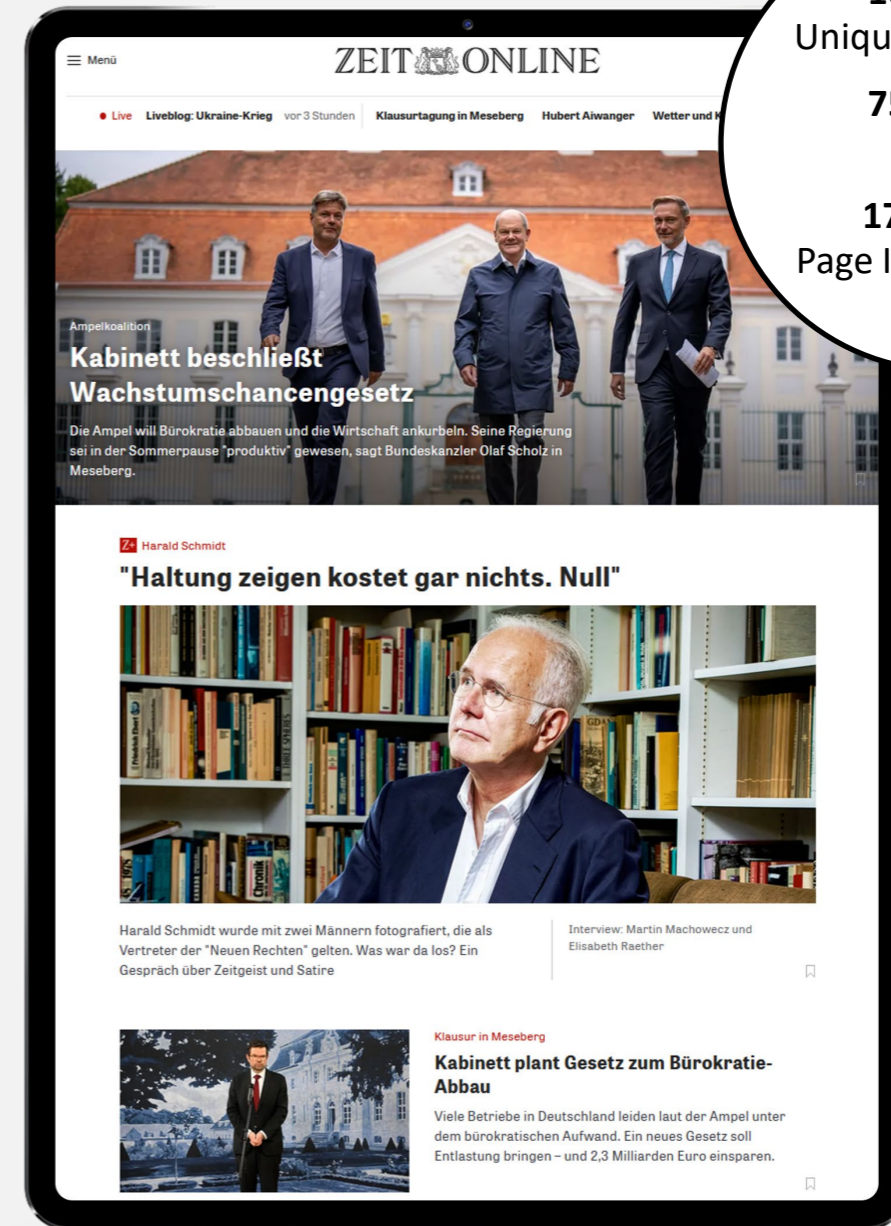 Menü
ZEIT ONLINE
Uniqu
75
17
Page I
Live Liveblog: Ukraine-Krieg vor 3 Stunden Klausurtagung in Meseberg Hubert Aiwanger Wetter und K
Ampelkoalition
Kabinett beschließt
Wachstumschancengesetz
Die Ampel will Bürokratie abbauen und die Wirtschaft ankurbeln. Seine Regierung
sei in der Sommerpause "produktiv" gewesen, sagt Bundeskanzler Olaf Scholz in
Meseberg.
Z+ Harald Schmidt
"Haltung zeigen kostet gar nichts. Null"
Friedrich Ebert
Chronik
Harald Schmidt wurde mit zwei Männern fotografiert, die als
Vertreter der "Neuen Rechten" gelten. Was war da los? Ein
Gespräch über Zeitgeist und Satire
Interview: Martin Machowecz und
Elisabeth Raether
Klausur in Meseberg
Kabinett plant Gesetz zum Bürokratie-
Abbau
Viele Betriebe in Deutschland leiden laut der Ampel unter
dem bürokratischen Aufwand. Ein neues Gesetz soll
Entlastung bringen – und 2,3 Milliarden Euro einsparen.